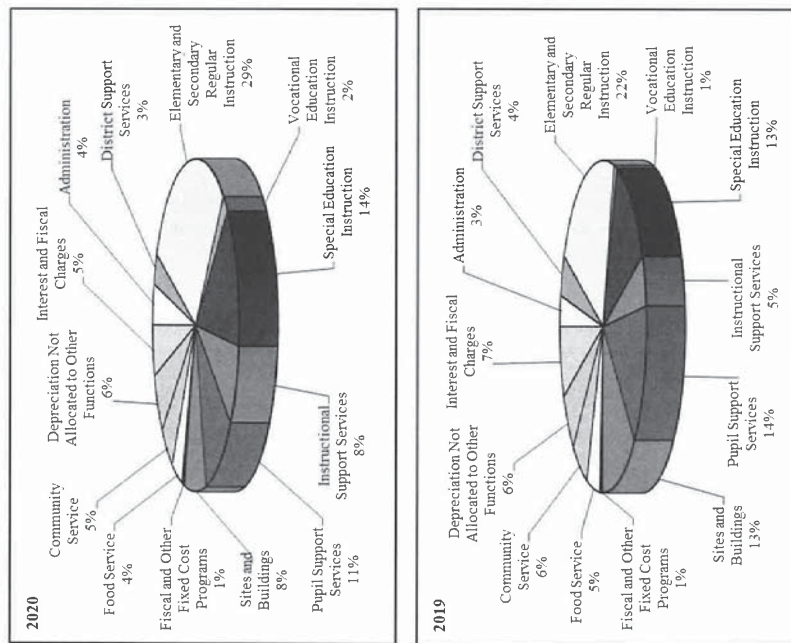 2020
Administration
4%
District Support
Services
3%
Elementary and
Secondary
Regular
Instruction
29%
Vocational
Education
Instruction
2%
Special Education
Instruction
14%
Instructional
Support Services
8%
Pupil Support
Services
11%
Sites and
Buildings
8%
Fiscal and Other
Fixed Cost
Programs
1%
Food Service
4%
Community
Service
5%
Depreciation Not
Allocated to Other
Functions
6%
Interest and Fiscal
Charges
5%
2019
Administration
3%
District Support
Services
4%
Elementary and
Secondary
Regular
Instruction
22%
Vocational
Education
Instruction
1%
Special Education
Instruction
13%
Instructional
Support Services
5%
Pupil Support
Services
14%
Sites and
Buildings
13%
Fiscal and Other
Fixed Cost
Programs
1%
Food Service
5%
Community
Service
6%
Depreciation Not
Allocated to Other
Functions
6%
Interest and Fiscal
Charges
7%